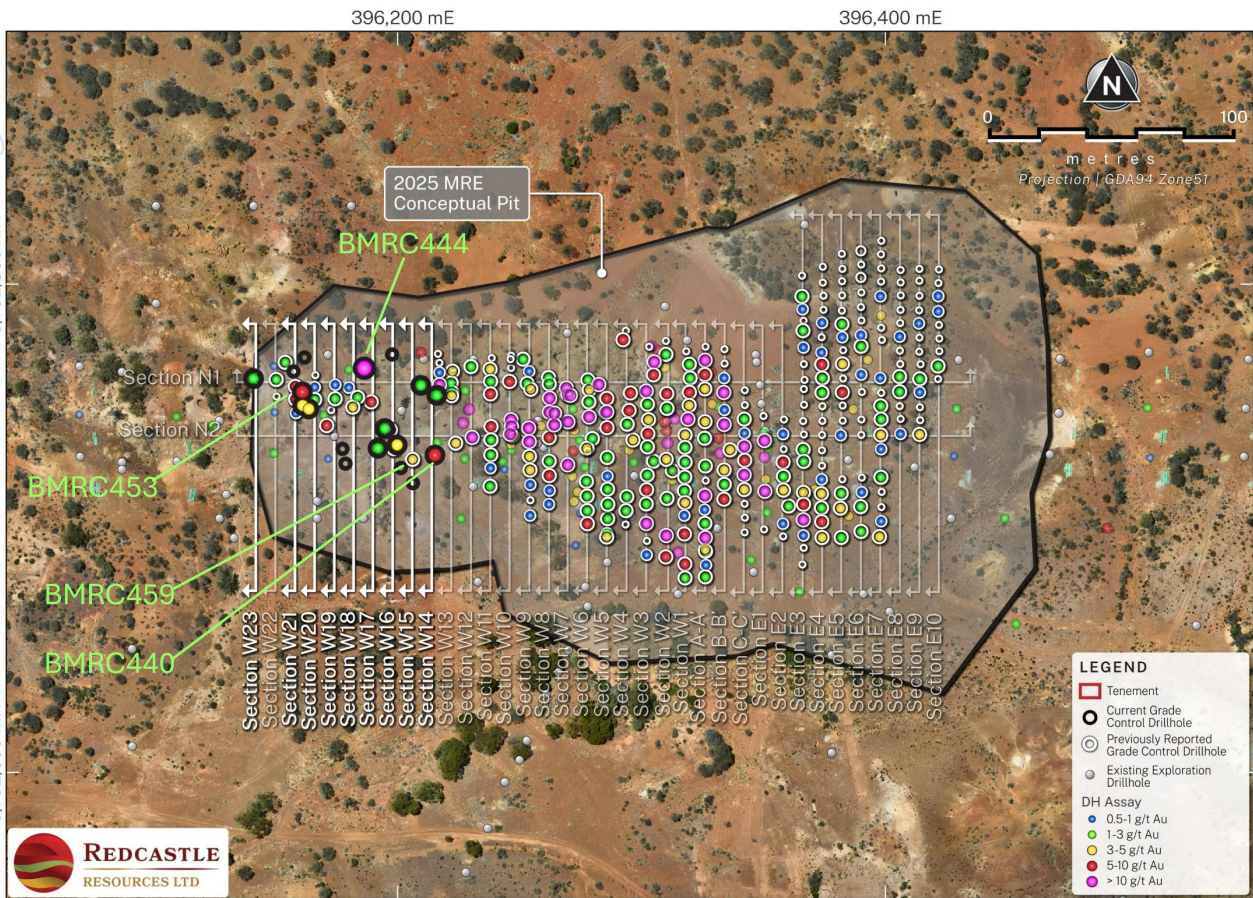 396,200 mE
396,400 mE
N
0
100
metres
Projection | GDA94 Zone51
2025 MRE
Conceptual Pit
BMRC444
Section N1
Section N2
BMRC453
BMRC459
BMRC440
Section W23
Section W22
Section W21
Section W20
Section W19
Section W18
Section W17
Section W16
Section W15
Section W14
Section W13
Section W12
Section W11
Section W10
Section W9
Section W8
Section W7
Section W6
Section W5
Section W4
Section W3
Section W2
Section W1
Section A-A'
Section B-B'
Section C-C'
Section E1
Section E2
Section E3
Section E4
Section E5
Section E6
Section E7
Section E8
Section E9
Section E10
LEGEND
Tenement
Current Grade
Control Drillhole
Previously Reported
Grade Control Drillhole
Existing Exploration
Drillhole
DH Assay
0.5-1 g/t Au
1-3 g/t Au
3-5 g/t Au
5-10 g/t Au
> 10 g/t Au
REDCASTLE
RESOURCES LTD